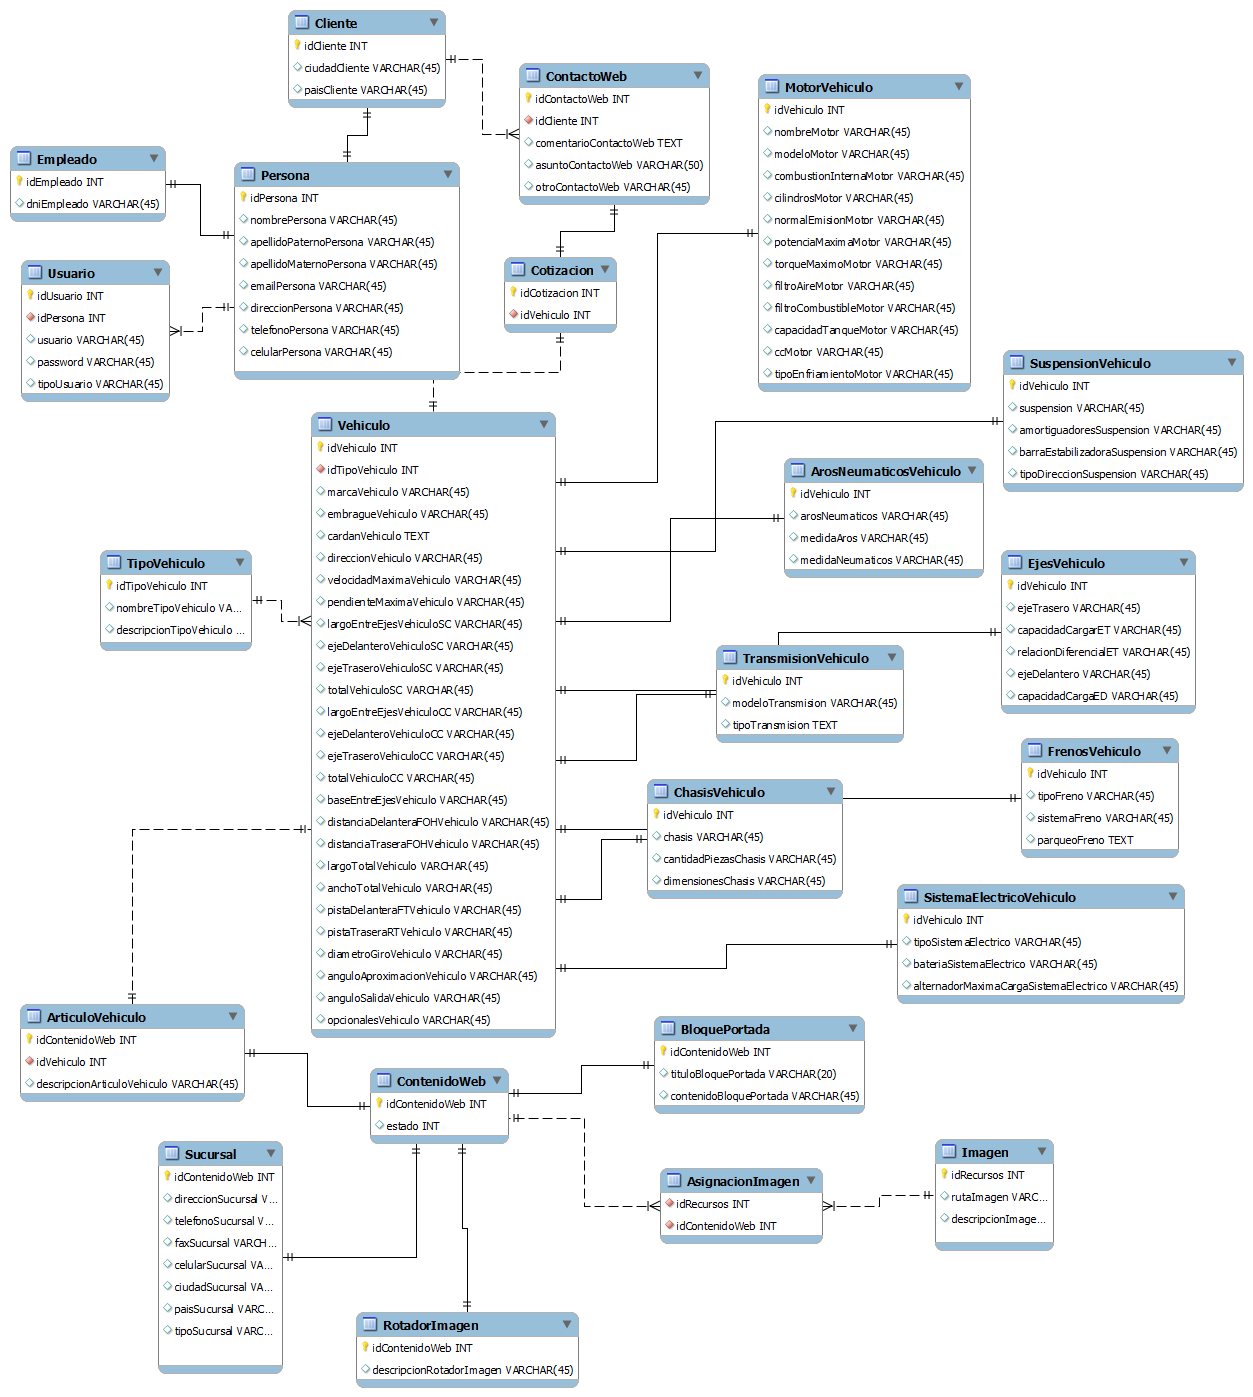 Cliente
idCliente INT
ciudadCliente VARCHAR(45)
paisCliente VARCHAR(45)
ContactoWeb
idContactoWeb INT
idCliente INT
comentarioContactoWeb TEXT
asuntoContactoWeb VARCHAR(50)
otroContactoWeb VARCHAR(45)
MotorVehiculo
idVehiculo INT
nombreMotor VARCHAR(45)
modeloMotor VARCHAR(45)
combustionInternaMotor VARCHAR(45)
cilindrosMotor VARCHAR(45)
normalEmisionMotor VARCHAR(45)
potenciaMaximaMotor VARCHAR(45)
torqueMaximoMotor VARCHAR(45)
filtroAireMotor VARCHAR(45)
filtroCombustibleMotor VARCHAR(45)
capacidadTanqueMotor VARCHAR(45)
ccMotor VARCHAR(45)
tipoEnfriamientoMotor VARCHAR(45)
Empleado
idEmpleado INT
dniEmpleado VARCHAR(45)
Persona
idPersona INT
nombrePersona VARCHAR(45)
apellidoPaternoPersona VARCHAR(45)
apellidoMaternoPersona VARCHAR(45)
emailPersona VARCHAR(45)
direccionPersona VARCHAR(45)
telefonoPersona VARCHAR(45)
celularPersona VARCHAR(45)
Usuario
idUsuario INT
idPersona INT
usuario VARCHAR(45)
password VARCHAR(45)
tipoUsuario VARCHAR(45)
Cotizacion
idCotizacion INT
idVehiculo INT
SuspensionVehiculo
idVehiculo INT
suspension VARCHAR(45)
amortiguadoresSuspension VARCHAR(45)
barraEstabilizadoraSuspension VARCHAR(45)
tipoDireccionSuspension VARCHAR(45)
Vehiculo
idVehiculo INT
idTipoVehiculo INT
marcaVehiculo VARCHAR(45)
embragueVehiculo VARCHAR(45)
cardanVehiculo TEXT
direccionVehiculo VARCHAR(45)
velocidadMaximaVehiculo VARCHAR(45)
pendienteMaximaVehiculo VARCHAR(45)
largoEntreEjesVehiculoSC VARCHAR(45)
ejeDelanteroVehiculoSC VARCHAR(45)
ejeTraseroVehiculoSC VARCHAR(45)
totalVehiculoSC VARCHAR(45)
largoEntreEjesVehiculoCC VARCHAR(45)
ejeDelanteroVehiculoCC VARCHAR(45)
ejeTraseroVehiculoCC VARCHAR(45)
totalVehiculoCC VARCHAR(45)
baseEntreEjesVehiculo VARCHAR(45)
distanciaDelanteraFOHVehiculo VARCHAR(45)
distanciaTraseraFOHVehiculo VARCHAR(45)
largoTotalVehiculo VARCHAR(45)
anchoTotalVehiculo VARCHAR(45)
pistaDelanteraFTVehiculo VARCHAR(45)
pistaTraseraRTVehiculo VARCHAR(45)
diametroGiroVehiculo VARCHAR(45)
anguloAproximacionVehiculo VARCHAR(45)
anguloSalidaVehiculo VARCHAR(45)
opcionalesVehiculo VARCHAR(45)
ArosNeumaticosVehiculo
idVehiculo INT
arosNeumaticos VARCHAR(45)
medidaAros VARCHAR(45)
medidaNeumaticos VARCHAR(45)
TipoVehiculo
idTipoVehiculo INT
nombreTipoVehiculo VA...
descripcionTipoVehiculo ...
EjesVehiculo
idVehiculo INT
ejeTrasero VARCHAR(45)
capacidadCargarET VARCHAR(45)
relacionDiferencialET VARCHAR(45)
ejeDelantero VARCHAR(45)
capacidadCargaED VARCHAR(45)
TransmisionVehiculo
idVehiculo INT
modeloTransmision VARCHAR(45)
tipoTransmision TEXT
FrenosVehiculo
idVehiculo INT
tipoFreno VARCHAR(45)
sistemaFreno VARCHAR(45)
parqueoFreno TEXT
ChasisVehiculo
idVehiculo INT
chasis VARCHAR(45)
cantidadPiezasChasis VARCHAR(45)
dimensionesChasis VARCHAR(45)
SistemaElectricoVehiculo
idVehiculo INT
tipoSistemaElectrico VARCHAR(45)
bateriaSistemaElectrico VARCHAR(45)
alternadorMaximaCargaSistemaElectrico VARCHAR(45)
ArticuloVehiculo
idContenidoWeb INT
idVehiculo INT
descripcionArticuloVehiculo VARCHAR(45)
ContenidoWeb
idContenidoWeb INT
estado INT
BloquePortada
idContenidoWeb INT
tituloBloquePortada VARCHAR(20)
contenidoBloquePortada VARCHAR(45)
Sucursal
idContenidoWeb INT
direccionSucursal V...
telefonoSucursal V...
faxSucursal VARCH...
celularSucursal VA...
ciudadSucursal VA...
paisSucursal VARC...
tipoSucursal VARC...
AsignacionImagen
idRecursos INT
idContenidoWeb INT
Imagen
idRecursos INT
rutaImagen VARC...
descripcionImage...
RotadorImagen
idContenidoWeb INT
descripcionRotadorImagen VARCHAR(45)